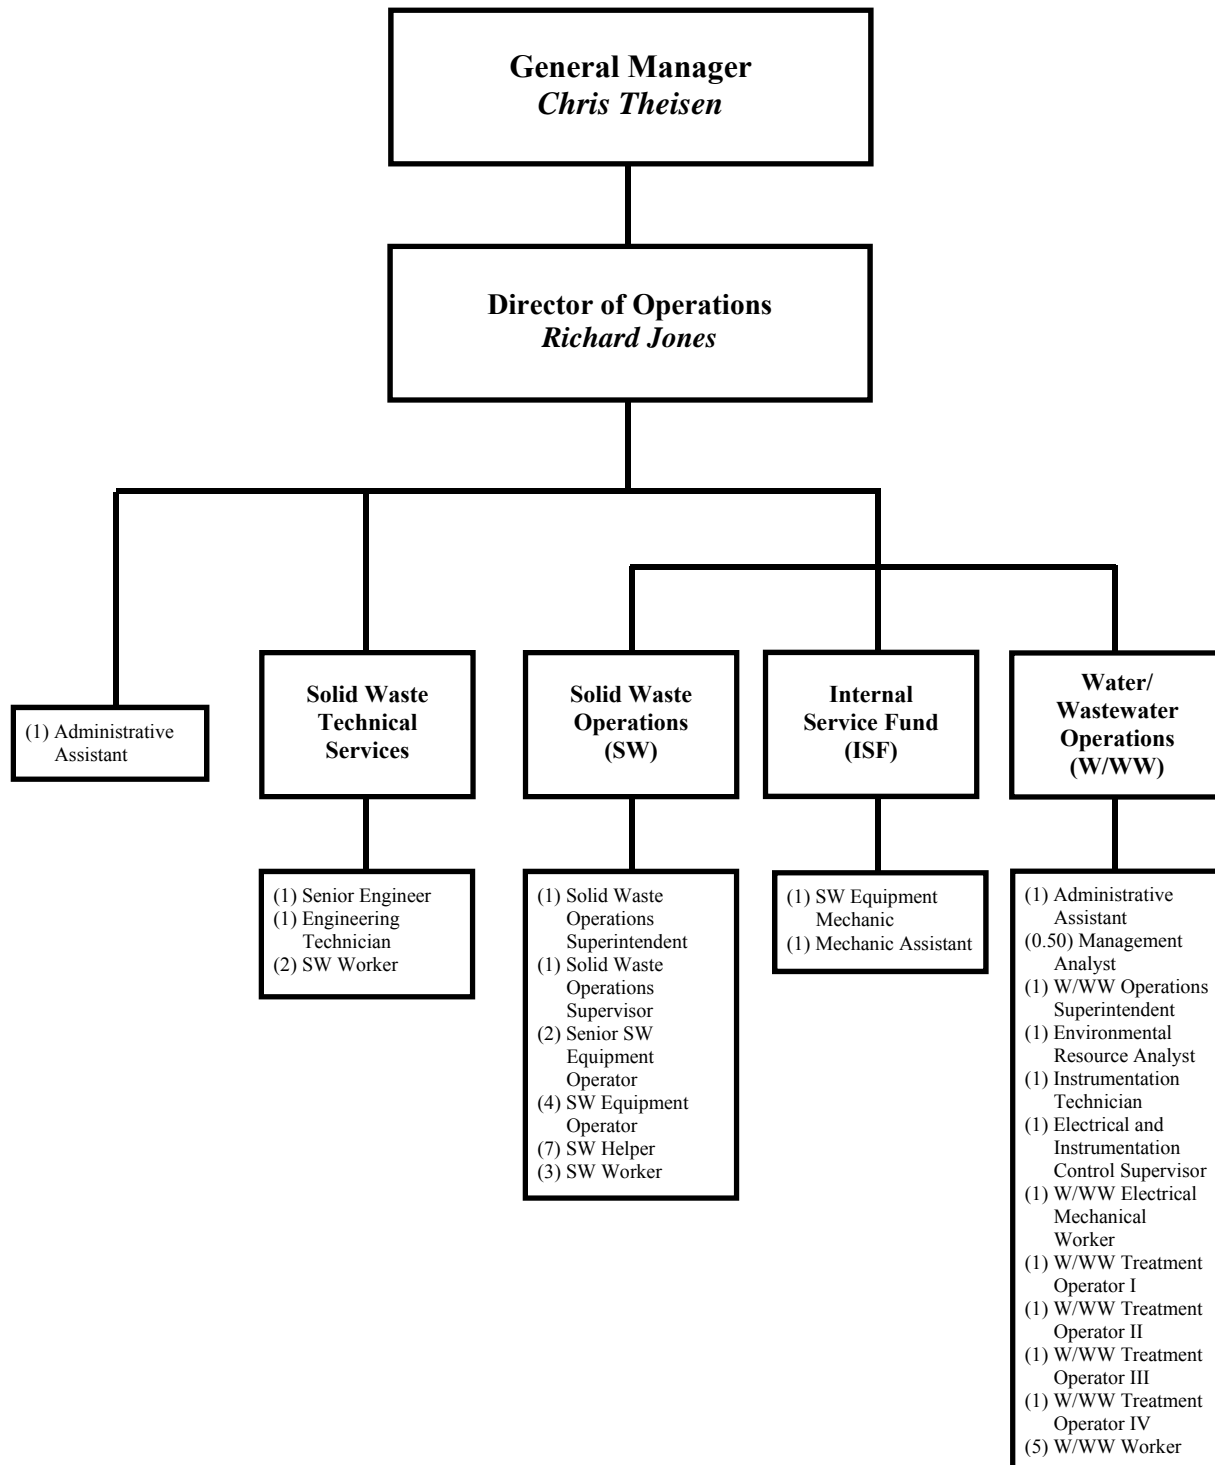 General Manager
Chris Theisen
Director of Operations
Richard Jones
(1) Administrative
Assistant
Solid Waste
Technical
Services
(1) Senior Engineer
(1) Engineering
Technician
(2) SW Worker
Solid Waste
Operations
(SW)
(1) Solid Waste
Operations
Superintendent
(1) Solid Waste
Operations
Supervisor
(2) Senior SW
Equipment
Operator
(4) SW Equipment
Operator
(7) SW Helper
(3) SW Worker
Internal
Service Fund
(ISF)
(1) SW Equipment
Mechanic
(1) Mechanic Assistant
Water/
Wastewater
Operations
(W/WW)
(1) Administrative
Assistant
(0.50) Management
Analyst
(1) W/WW Operations
Superintendent
(1) Environmental
Resource Analyst
(1) Instrumentation
Technician
(1) Electrical and
Instrumentation
Control Supervisor
(1) W/WW Electrical
Mechanical
Worker
(1) W/WW Treatment
Operator I
(1) W/WW Treatment
Operator II
(1) W/WW Treatment
Operator III
(1) W/WW Treatment
Operator IV
(5) W/WW Worker